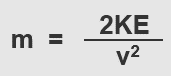 m = 2KE / v²